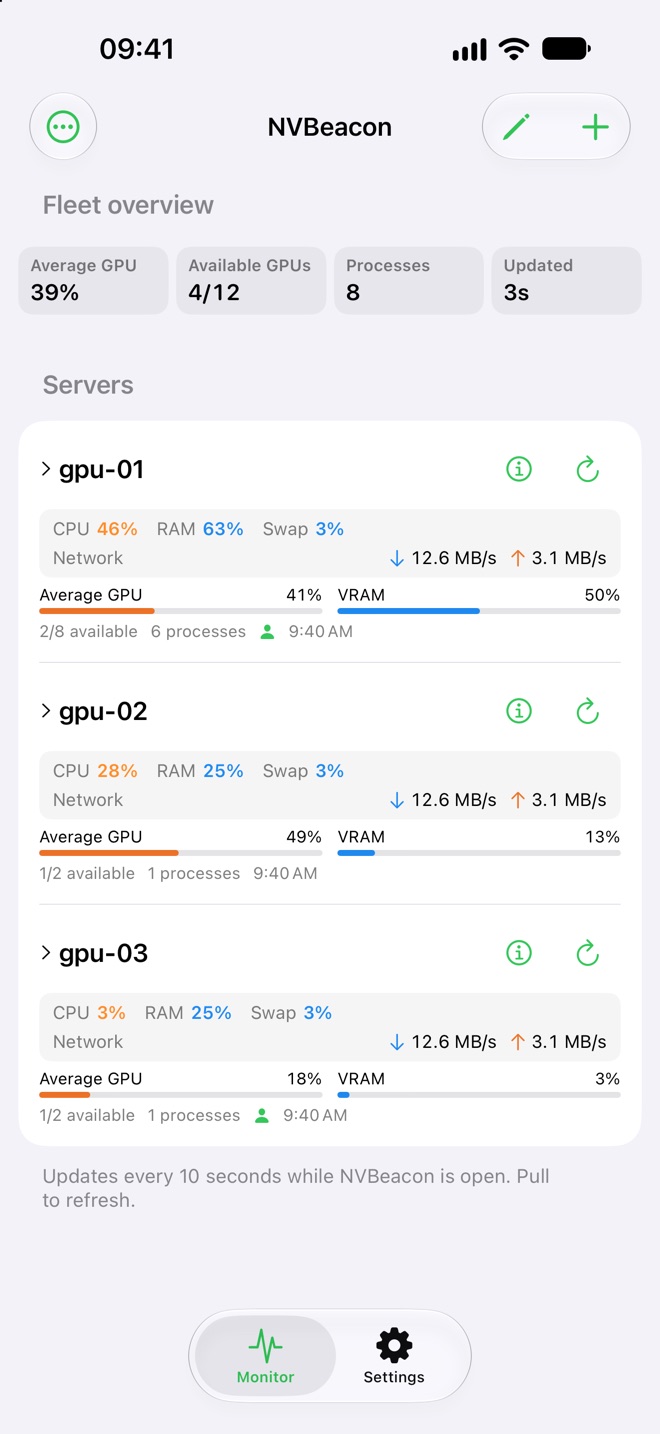 09:41
NVBeacon
Fleet overview
Average GPU
39%
Available GPUs
4/12
Processes
8
Updated
3s
Servers
gpu-01
CPU 46% RAM 63% Swap 3%
Network 12.6 MB/s 3.1 MB/s
Average GPU 41% VRAM 50%
2/8 available 6 processes 9:40 AM
gpu-02
CPU 28% RAM 25% Swap 3%
Network 12.6 MB/s 3.1 MB/s
Average GPU 49% VRAM 13%
1/2 available 1 processes 9:40 AM
gpu-03
CPU 3% RAM 25% Swap 3%
Network 12.6 MB/s 3.1 MB/s
Average GPU 18% VRAM 3%
1/2 available 1 processes 9:40 AM
Updates every 10 seconds while NVBeacon is open. Pull
to refresh.
Monitor
Settings